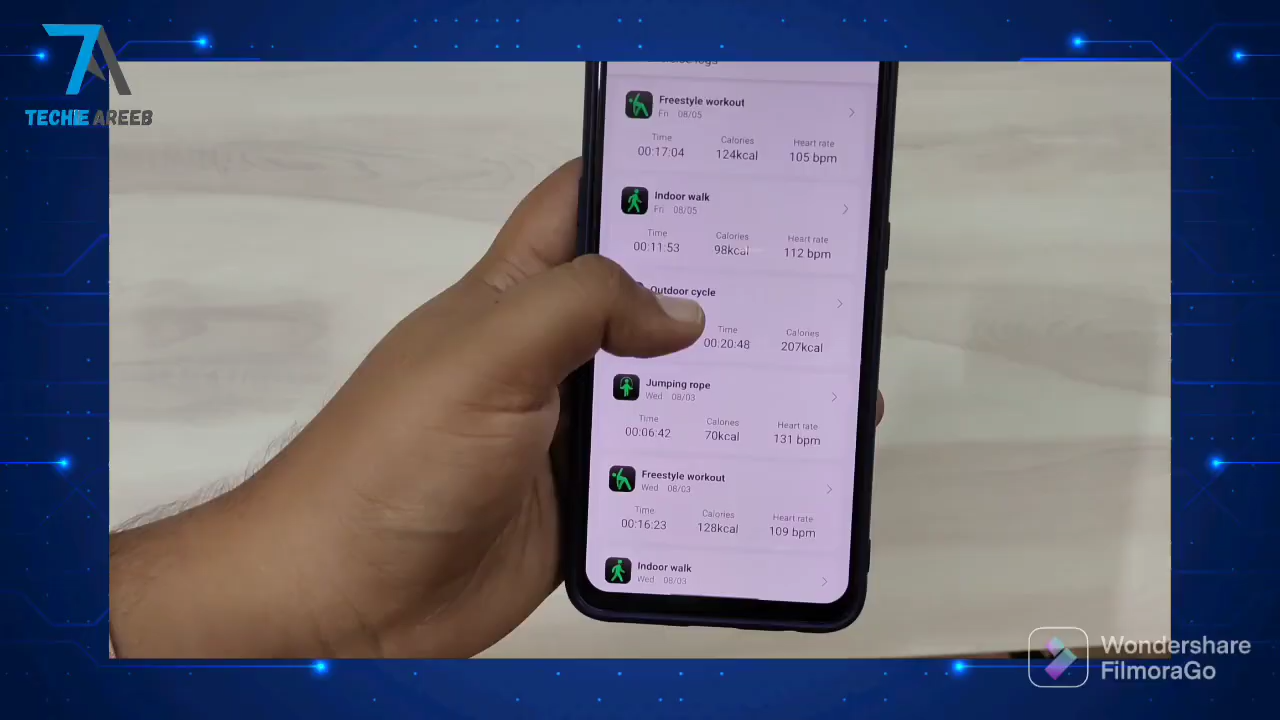 TECHIE AREEB
Freestyle workout
Fri 08/05
Time Calories Heart rate
00:17:04 124kcal 105 bpm
Indoor walk
Fri 08/05
Time Calories Heart rate
00:11:53 98kcal 112 bpm
Outdoor cycle
Time Calories
00:20:48 207kcal
Jumping rope
Wed 08/03
Time Calories Heart rate
00:06:42 70kcal 131 bpm
Freestyle workout
Wed 08/03
Time Calories Heart rate
00:16:23 128kcal 109 bpm
Indoor walk
Wed 08/03
Wondershare
FilmoraGo